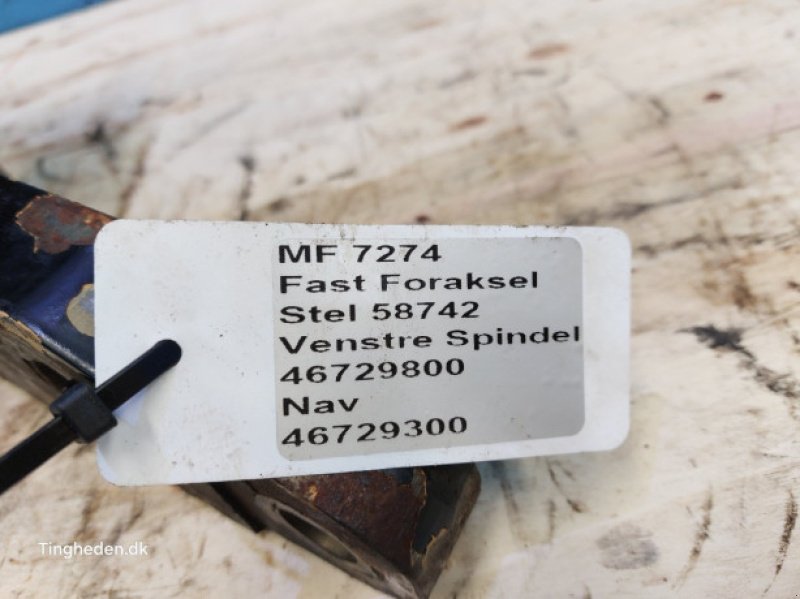 MF 7274
Fast Foraksel
Stel 58742
Venstre Spindel
46729800
Nav
46729300
Tingheden.dk